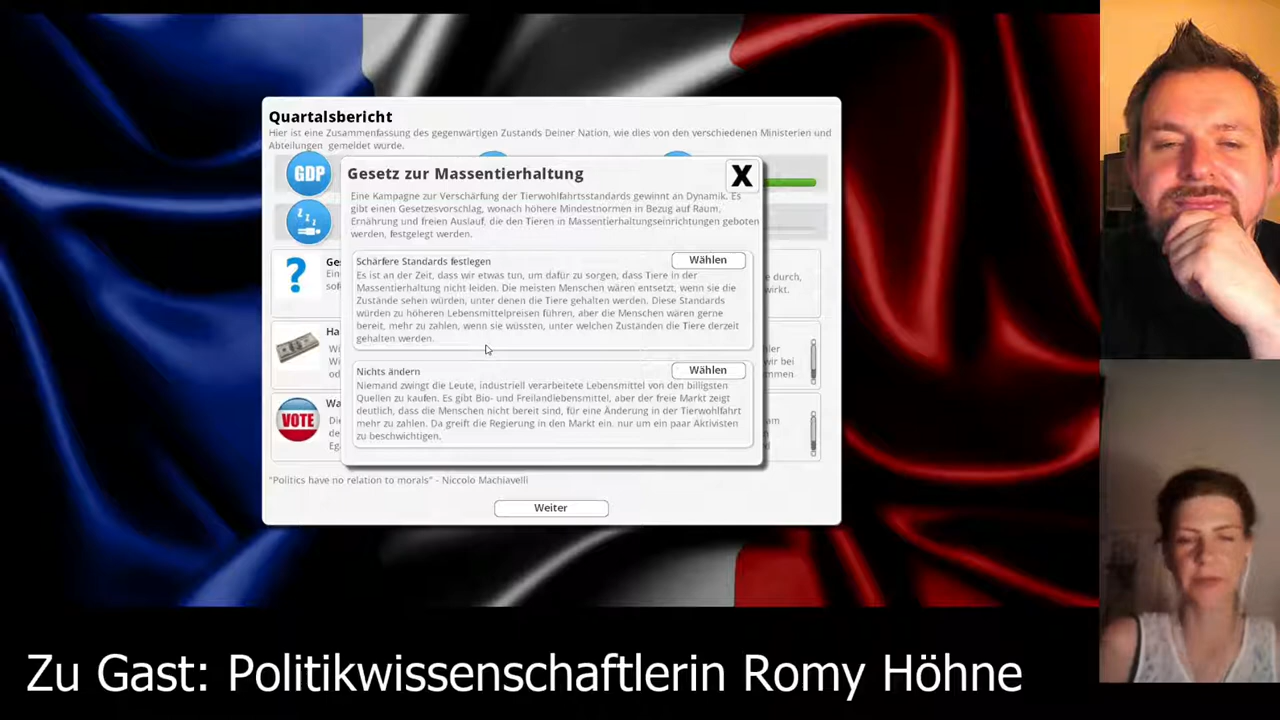 Quartalsbericht
Hier ist eine Zusammenfassung des gegenwärtigen Zustands Deiner Nation, wie dies von den verschiedenen Ministerien und
Abteilungen gemeldet wurde.
GDP
Gesetz zur Massentierhaltung
X
Eine Kampagne zur Verschärfung der Tierwohlfahrtsstandards gewinnt an Dynamik. Es
gibt einen Gesetzesvorschlag, wonach höhere Mindestnormen in Bezug auf Raum,
Ernährung und freien Auslauf, die den Tieren in Massentierhaltungseinrichtungen geboten
werden, festgelegt werden.
Schärfere Standards festlegen
Wählen
Es ist an der Zeit, dass wir etwas tun, um dafür zu sorgen, dass Tiere in der
Massentierhaltung nicht leiden. Die meisten Menschen wären entsetzt, wenn sie die
Zustände sehen würden, unter denen die Tiere gehalten werden. Diese Standards
würden zu höheren Lebensmittelpreisen führen, aber die Menschen wären gerne
bereit, mehr zu zahlen, wenn sie wüssten, unter welchen Zuständen die Tiere derzeit
gehalten werden.
Nichts ändern
Wählen
Niemand zwingt die Leute, industriell verarbeitete Lebensmittel von den billigsten
Quellen zu kaufen. Es gibt Bio- und Freilandlebensmittel, aber der freie Markt zeigt
deutlich, dass die Menschen nicht bereit sind, für eine Änderung in der Tierwohlfahrt
mehr zu zahlen. Da greift die Regierung in den Markt ein. nur um ein paar Aktivisten
zu beschwichtigen.
?
VOTE
"Politics have no relation to morals" - Niccolo Machiavelli
Weiter
Zu Gast: Politikwissenschaftlerin Romy Höhne